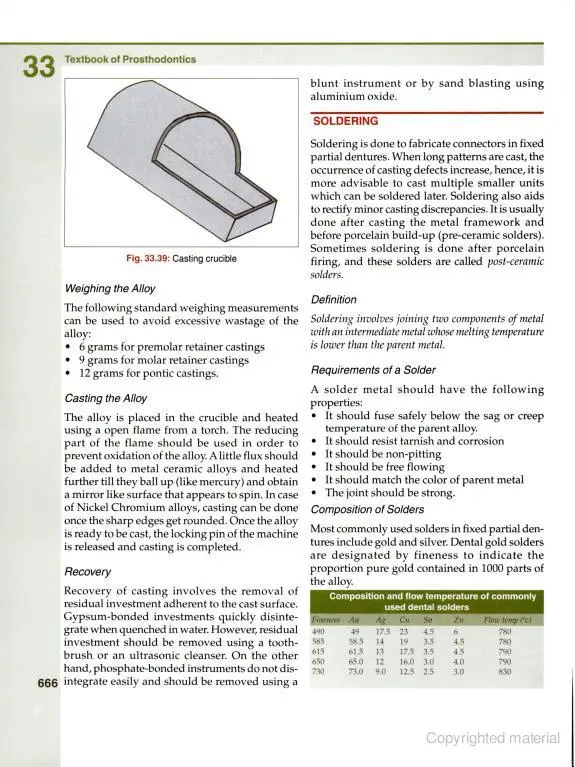 33
Textbook of Prosthodontics
Fig. 33.39: Casting crucible
Weighing the Alloy
The following standard weighing measurements
can be used to avoid excessive wastage of the
alloy:
• 6 grams for premolar retainer castings
• 9 grams for molar retainer castings
• 12 grams for pontic castings.
Casting the Alloy
The alloy is placed in the crucible and heated
using a open flame from a torch. The reducing
part of the flame should be used in order to
prevent oxidation of the alloy. A little flux should
be added to metal ceramic alloys and heated
further till they ball up (like mercury) and obtain
a mirror like surface that appears to spin. In case
of Nickel Chromium alloys, casting can be done
once the sharp edges get rounded. Once the alloy
is ready to be cast, the locking pin of the machine
is released and casting is completed.
Recovery
Recovery of casting involves the removal of
residual investment adherent to the cast surface.
Gypsum-bonded investments quickly disinte-
grate when quenched in water. However, residual
investment should be removed using a tooth-
brush or an ultrasonic cleanser. On the other
hand, phosphate-bonded instruments do not dis-
integrate easily and should be removed using a
666
blunt instrument or by sand blasting using
aluminium oxide.
SOLDERING
Soldering is done to fabricate connectors in fixed
partial dentures. When long patterns are cast, the
occurrence of casting defects increase, hence, it is
more advisable to cast multiple smaller units
which can be soldered later. Soldering also aids
to rectify minor casting discrepancies. It is usually
done after casting the metal framework and
before porcelain build-up (pre-ceramic solders).
Sometimes soldering is done after porcelain
firing, and these solders are called post-ceramic
solders.
Definition
Soldering involves joining two components of metal
with an intermediate metal whose melting temperature
is lower than the parent metal.
Requirements of a Solder
A solder metal should have the following
properties:
• It should fuse safely below the sag or creep
temperature of the parent alloy.
• It should resist tarnish and corrosion
• It should be non-pitting
• It should be free flowing
• It should match the color of parent metal
• The joint should be strong.
Composition of Solders
Most commonly used solders in fixed partial den-
tures include gold and silver. Dental gold solders
are designated by fineness to indicate the
proportion pure gold contained in 1000 parts of
the alloy.
Composition and flow temperature of commonly
used dental solders
Fineness Au Ag Cu Sn Zn Flow temp (°c)
490 49 17.5 23 4.5 6 780
585 58.5 14 19 3.5 4.5 780
615 61.5 13 17.5 3.5 4.5 790
650 65.0 12 16.0 3.0 4.0 790
730 73.0 9.0 12.5 2.5 3.0 830
Copyrighted material